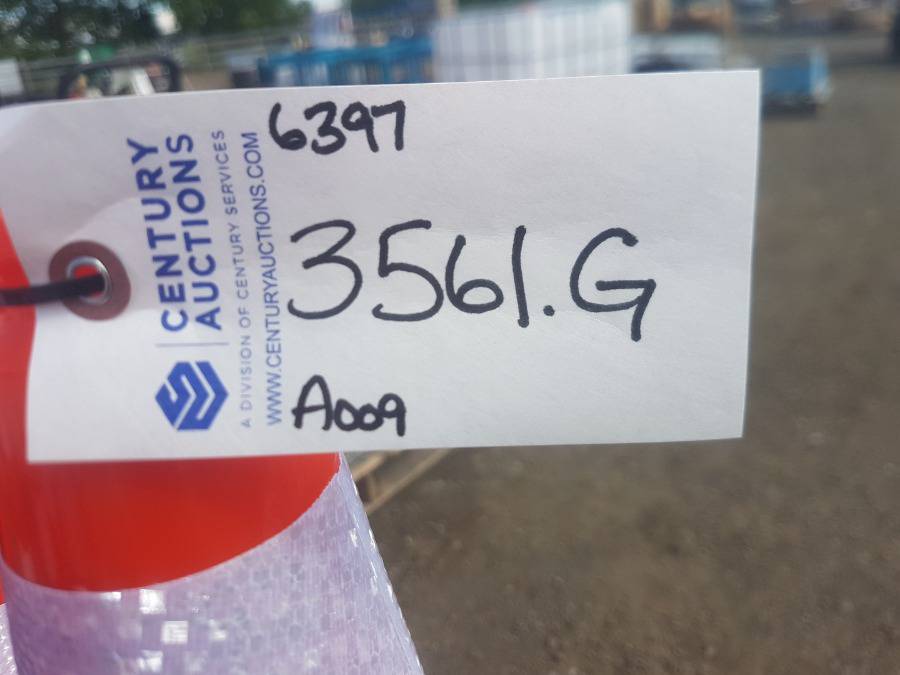 6397
3561.G
A009
CENTURY
AUCTIONS
A DIVISION OF CENTURY SERVICES
WWW.CENTURYAUCTIONS.COM